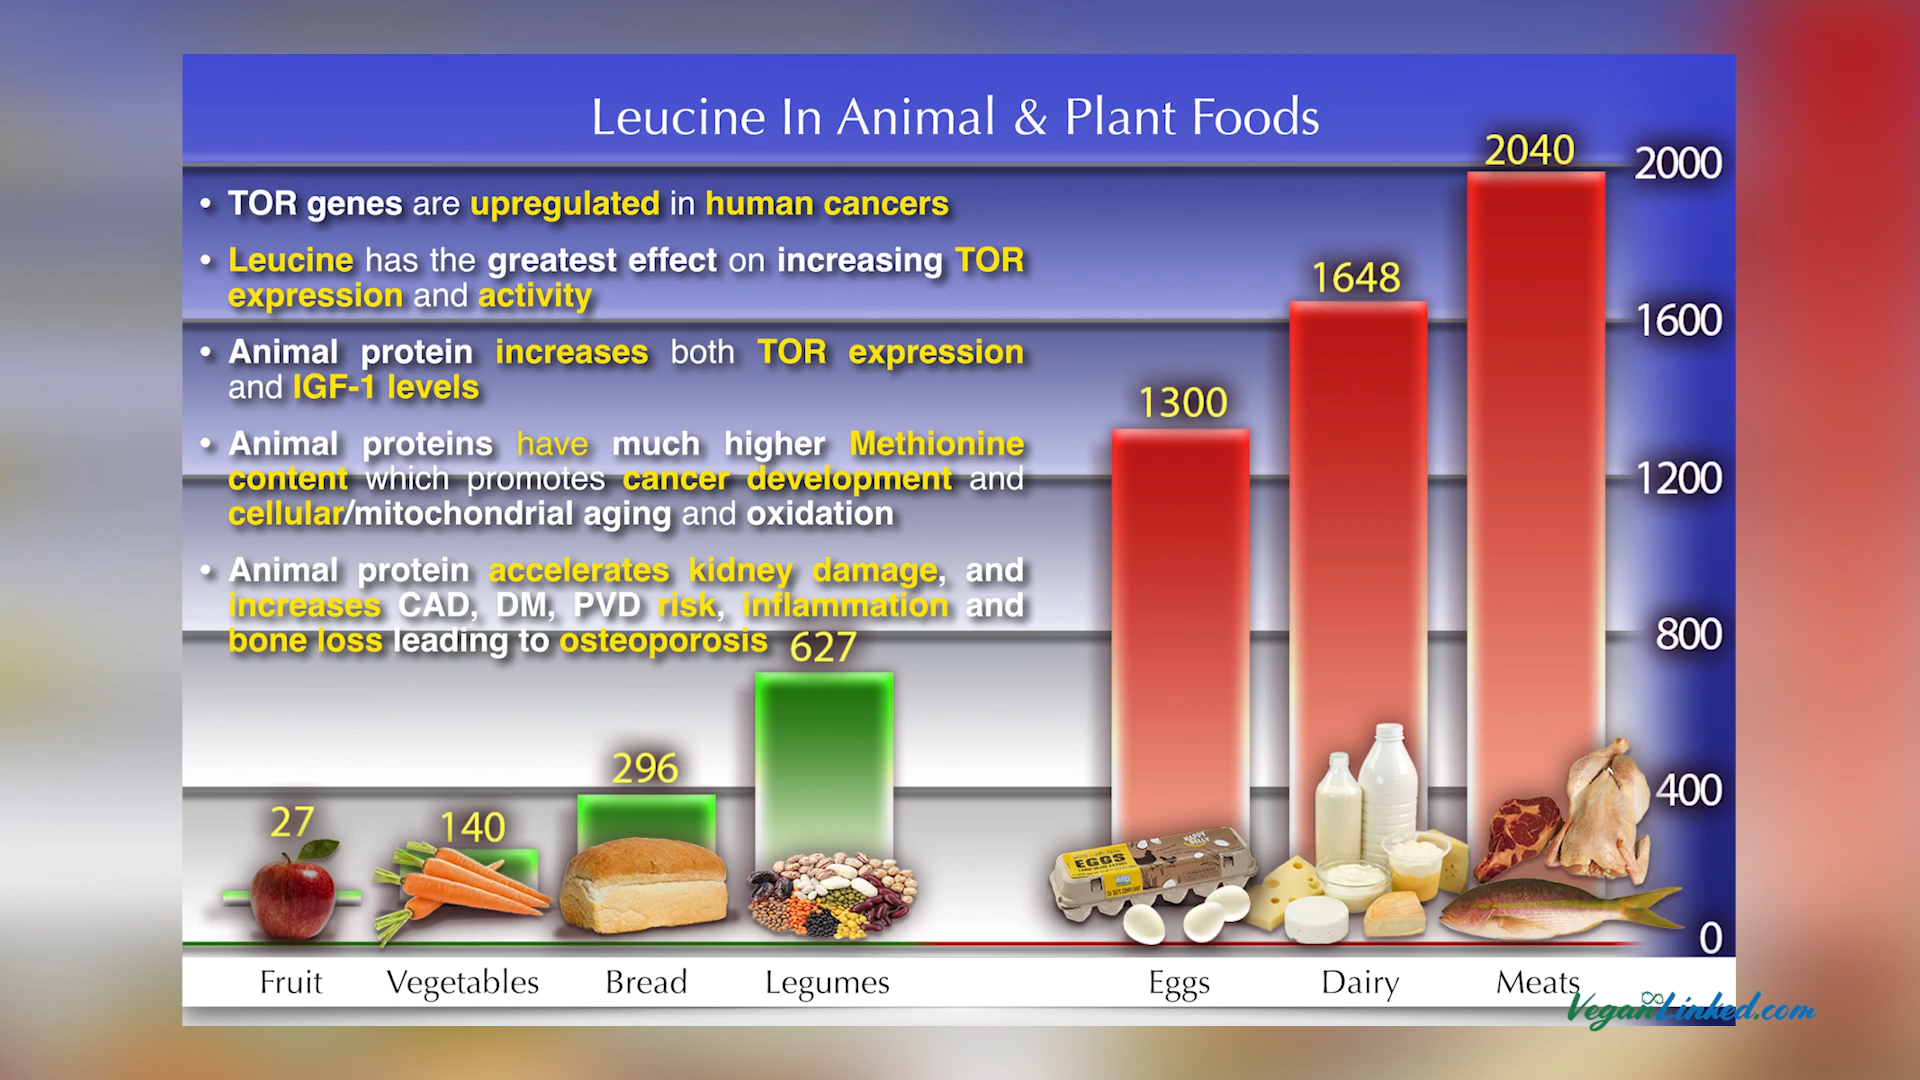 Leucine In Animal & Plant Foods
• TOR genes are upregulated in human cancers
• Leucine has the greatest effect on increasing TOR
expression and activity
• Animal protein increases both TOR expression
and IGF-1 levels
• Animal proteins have much higher Methionine
content which promotes cancer development and
cellular/mitochondrial aging and oxidation
• Animal protein accelerates kidney damage, and
increases CAD, DM, PVD risk, inflammation and
bone loss leading to osteoporosis
27
140
296
627
1300
1648
2040
2000
1600
1200
800
400
0
EGGS
HAPPY
BELLY
Fruit
Vegetables
Bread
Legumes
Eggs
Dairy
Meats
VeganLinked.com